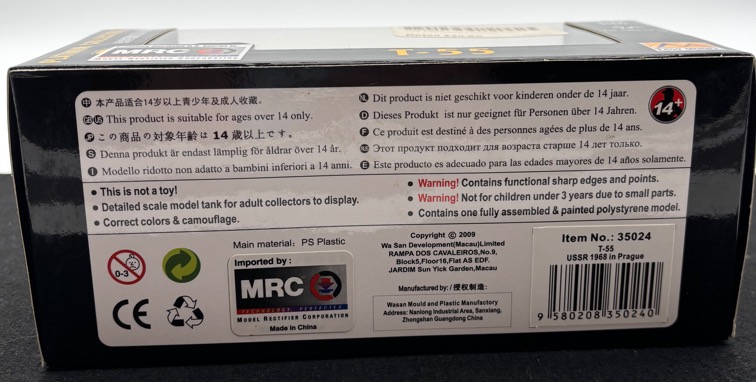 MRC
T-55
中 本产品适合14岁以上青少年及成人收藏。
GB US This product is suitable for ages over 14 only.
JP この商品の対象年齢は 14 歳以上です。
S Denna produkt är endast lämplig för åldrar över 14 år.
I Modello ridotto non adatto a bambini inferiori a 14 anni.
NL Dit product is niet geschikt voor kinderen onder de 14 jaar.
D Dieses Produkt ist nur geeignet für Personen über 14 Jahren.
F Ce produit est destiné à des personnes agées de plus de 14 ans.
Этот продукт подходит для возраста старше 14 лет только.
E Este producto es adecuado para las edades mayores de 14 años solamente.
14+
• This is not a toy!
• Detailed scale model tank for adult collectors to display.
• Correct colors & camouflage.
• Warning! Contains functional sharp edges and points.
• Warning! Not for children under 3 years due to small parts.
• Contains one fully assembled & painted polystyrene model.
0-3
CE
Main material: PS Plastic
Imported by:
MRC
TECHNOLOGY PERFECTED
MODEL RECTIFIER CORPORATION
Made in China
Copyright © 2009
Wa San Development(Macau)Limited
RAMPA DOS CAVALEIROS,No.9,
Block5,Floor16,Flat AS EDF.
JARDIM Sun Yick Garden,Macau
Manufactured by: /授权制造:
Wasan Mould and Plastic Manufactory
Address: Nanlong Industrial Area, Sanxiang,
Zhongshan Guangdong China
Item No.: 35024
T-55
USSR 1968 in Prague
9 580208 350240